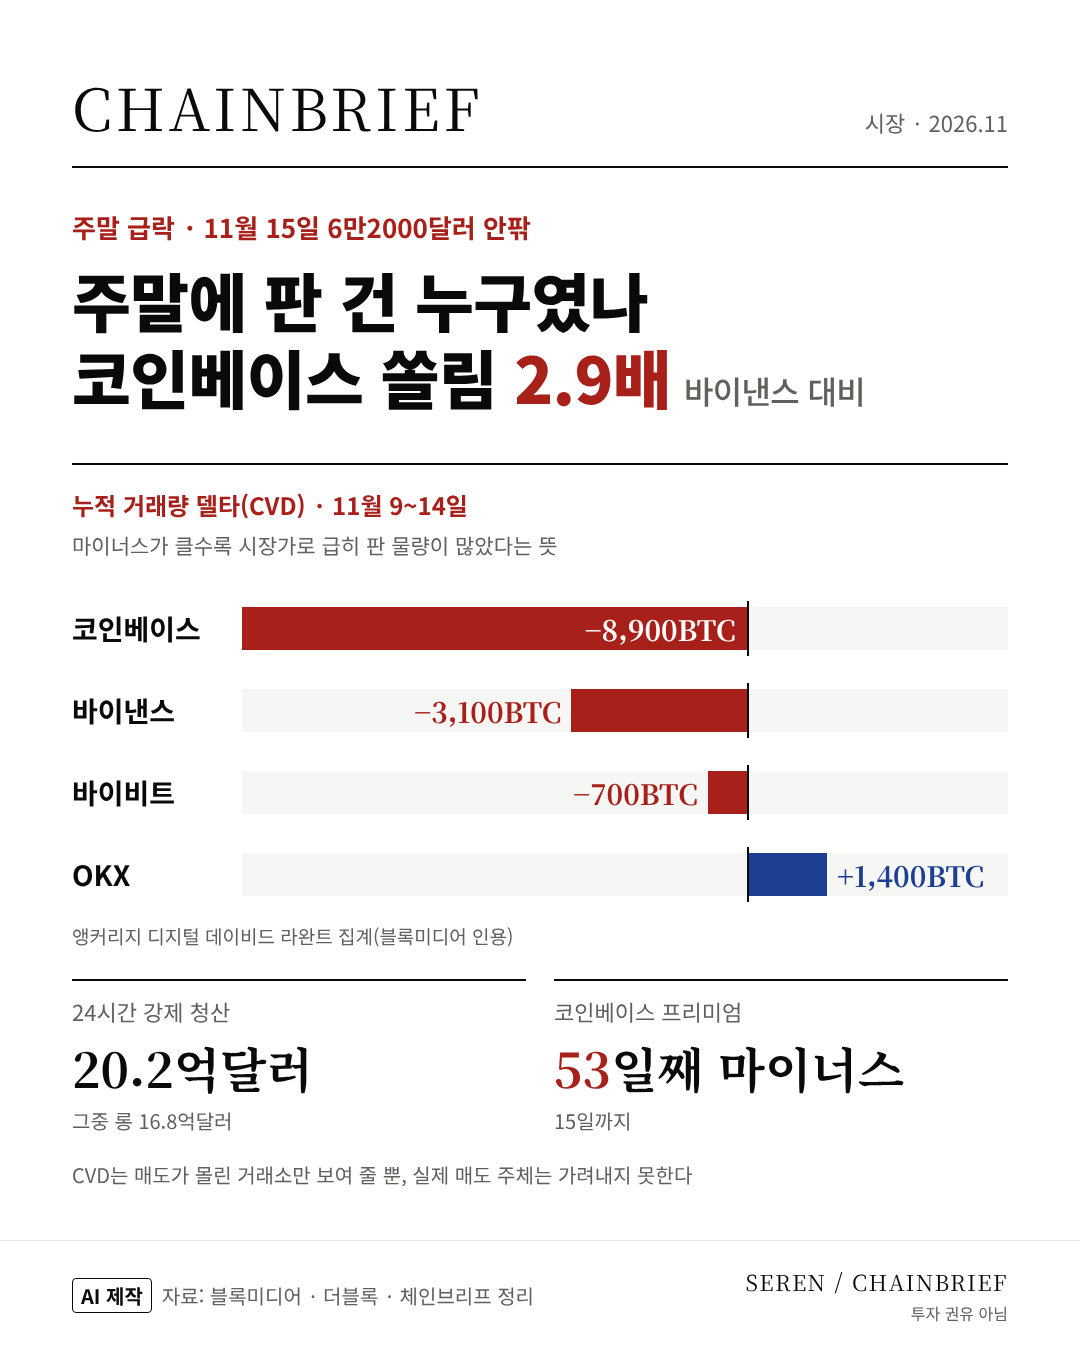 CHAINBRIEF
시장 · 2026.11
주말 급락 · 11월 15일 6만2000달러 안팎
주말에 판 건 누구였나
코인베이스 쏠림 2.9배 바이낸스 대비
누적 거래량 델타(CVD) · 11월 9~14일
마이너스가 클수록 시장가로 급히 판 물량이 많았다는 뜻
코인베이스 −8,900BTC
바이낸스 −3,100BTC
바이비트 −700BTC
OKX +1,400BTC
앵커리지 디지털 데이비드 라완트 집계(블록미디어 인용)
24시간 강제 청산
20.2억달러
그중 롱 16.8억달러
코인베이스 프리미엄
53일째 마이너스
15일까지
CVD는 매도가 몰린 거래소만 보여 줄 뿐, 실제 매도 주체는 가려내지 못한다
AI 제작 자료: 블록미디어 · 더블록 · 체인브리프 정리
SEREN / CHAINBRIEF
투자 권유 아님